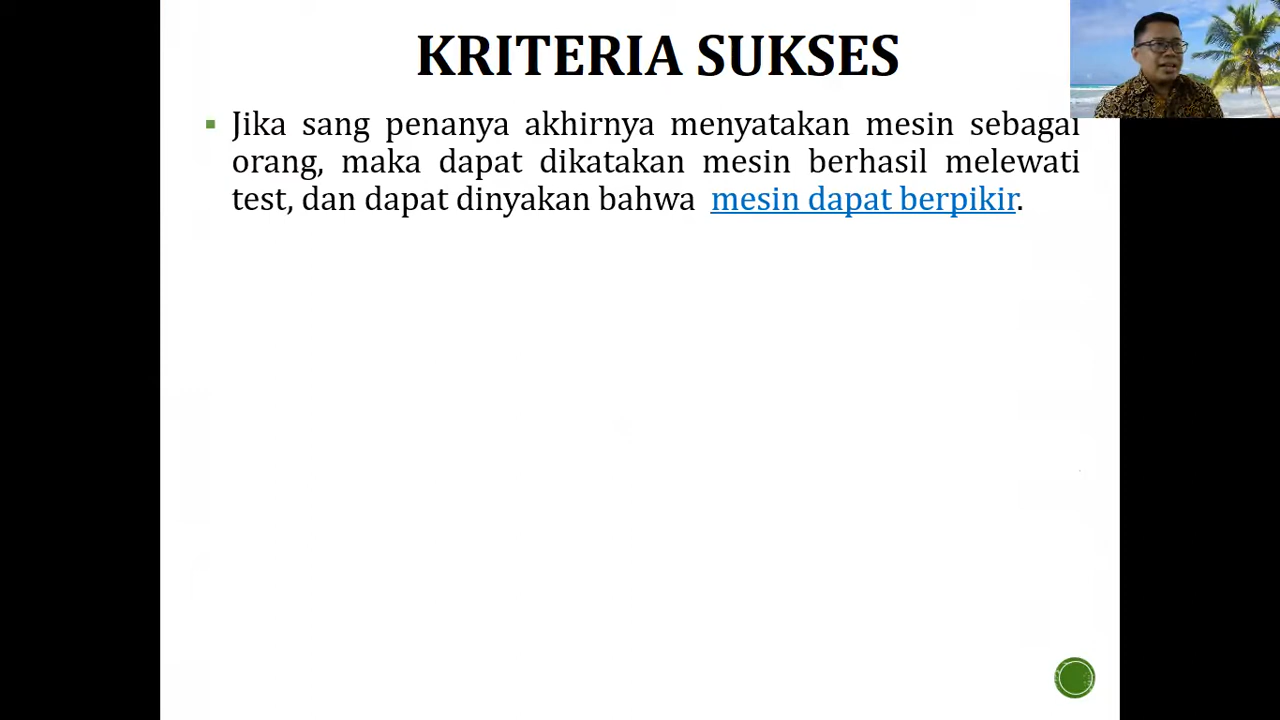 KRITERIA SUKSES
Jika sang penanya akhirnya menyatakan mesin sebagai
orang, maka dapat dikatakan mesin berhasil melewati
test, dan dapat dinyakan bahwa mesin dapat berpikir.